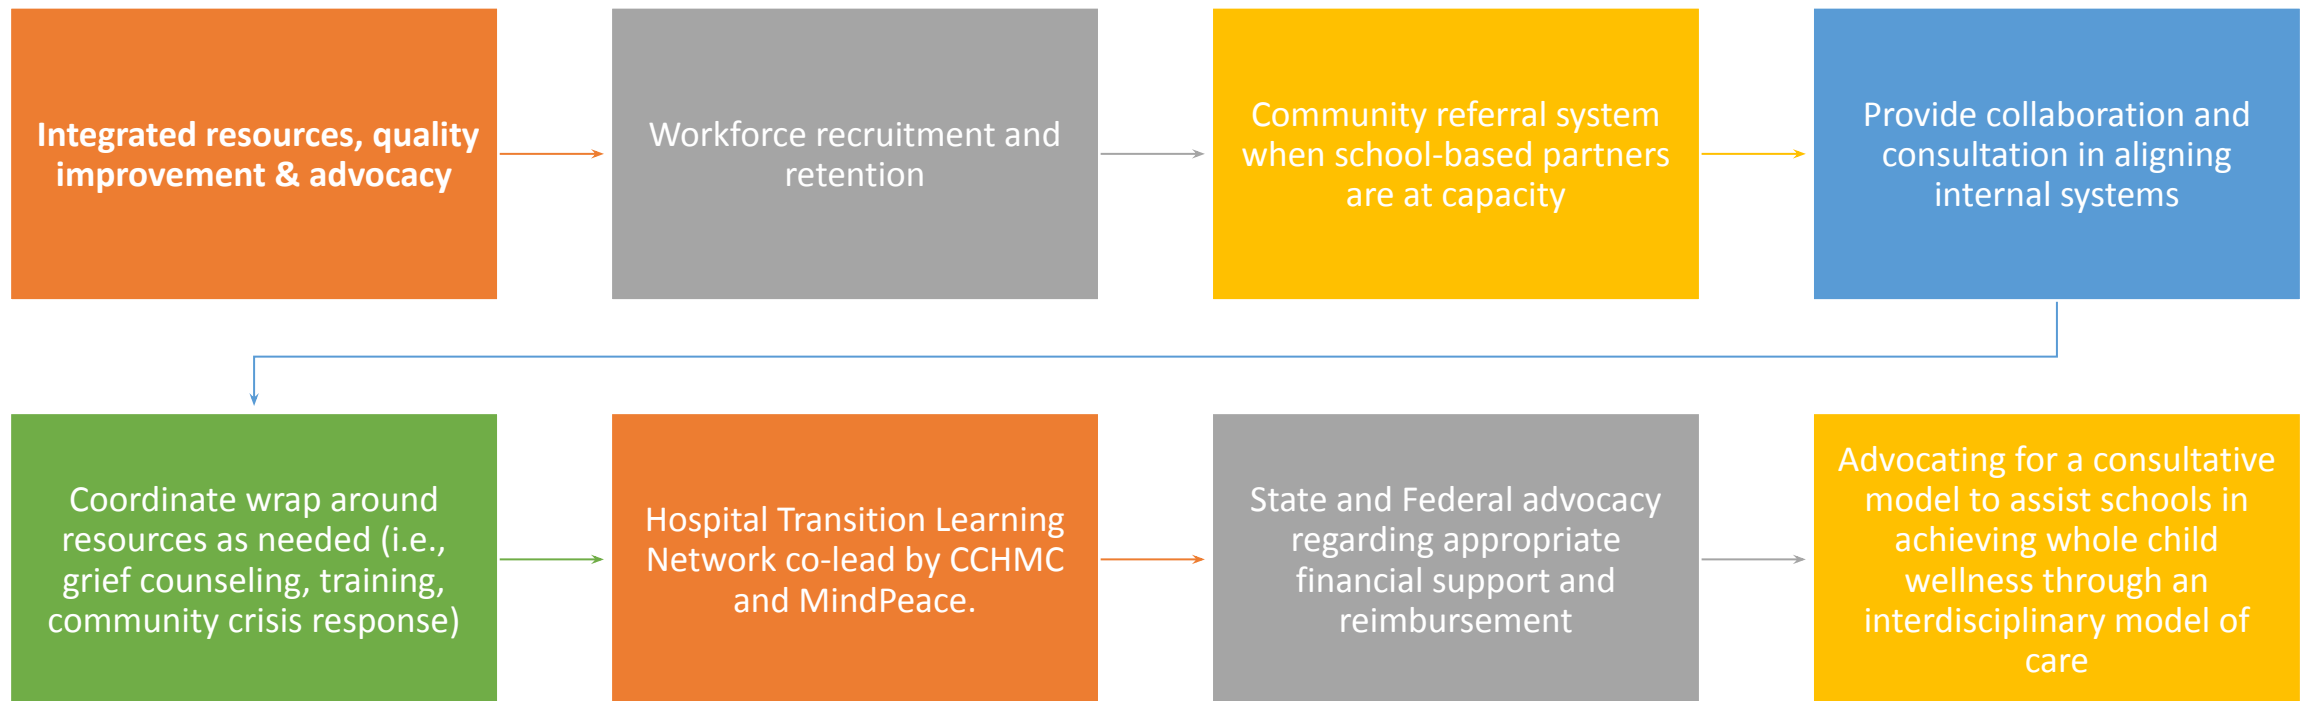 Integrated resources, quality
improvement & advocacy
Workforce recruitment and
retention
Community referral system
when school-based partners
are at capacity
Provide collaboration and
consultation in aligning
internal systems
Coordinate wrap around
resources as needed (i.e.,
grief counseling, training,
community crisis response)
Hospital Transition Learning
Network co-lead by CCHMC
and MindPeace.
State and Federal advocacy
regarding appropriate
financial support and
reimbursement
Advocating for a consultative
model to assist schools in
achieving whole child
wellness through an
interdisciplinary model of
care